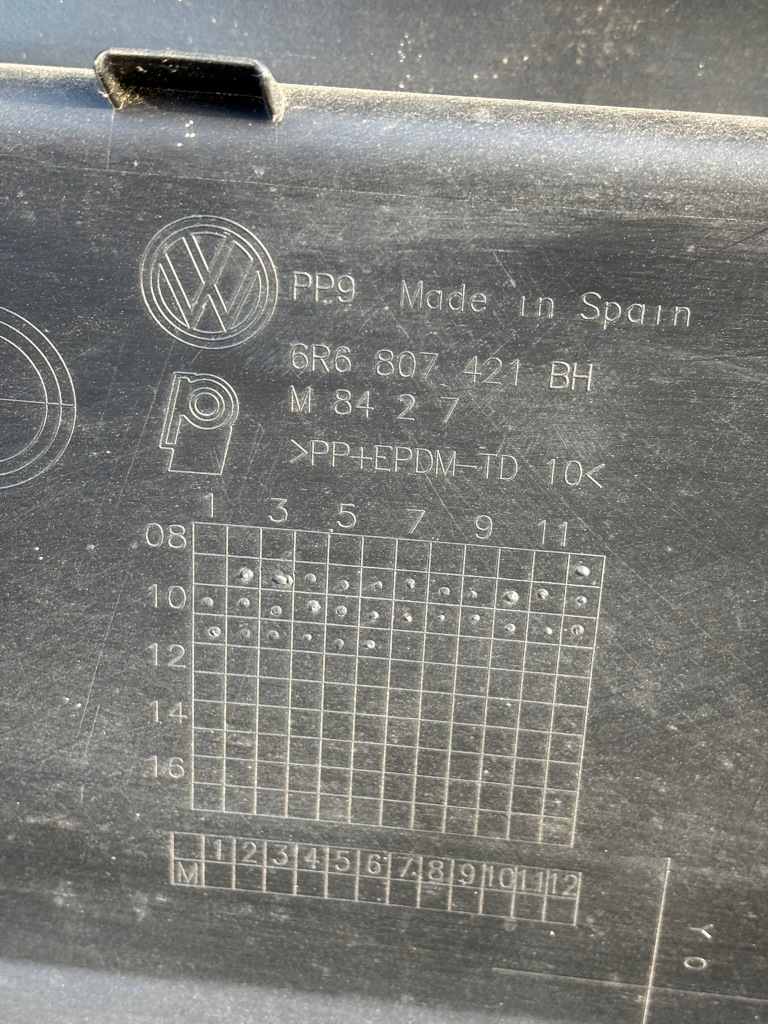 PP9 Made in Spain
6R6 807 421 BH
M 84 2 7
>PP+EPDM-TD 10<
1 3 5 7 9 11
08
10
12
14
16
1 2 3 4 5 6 7 8 9 10 11 12
M
Y 0